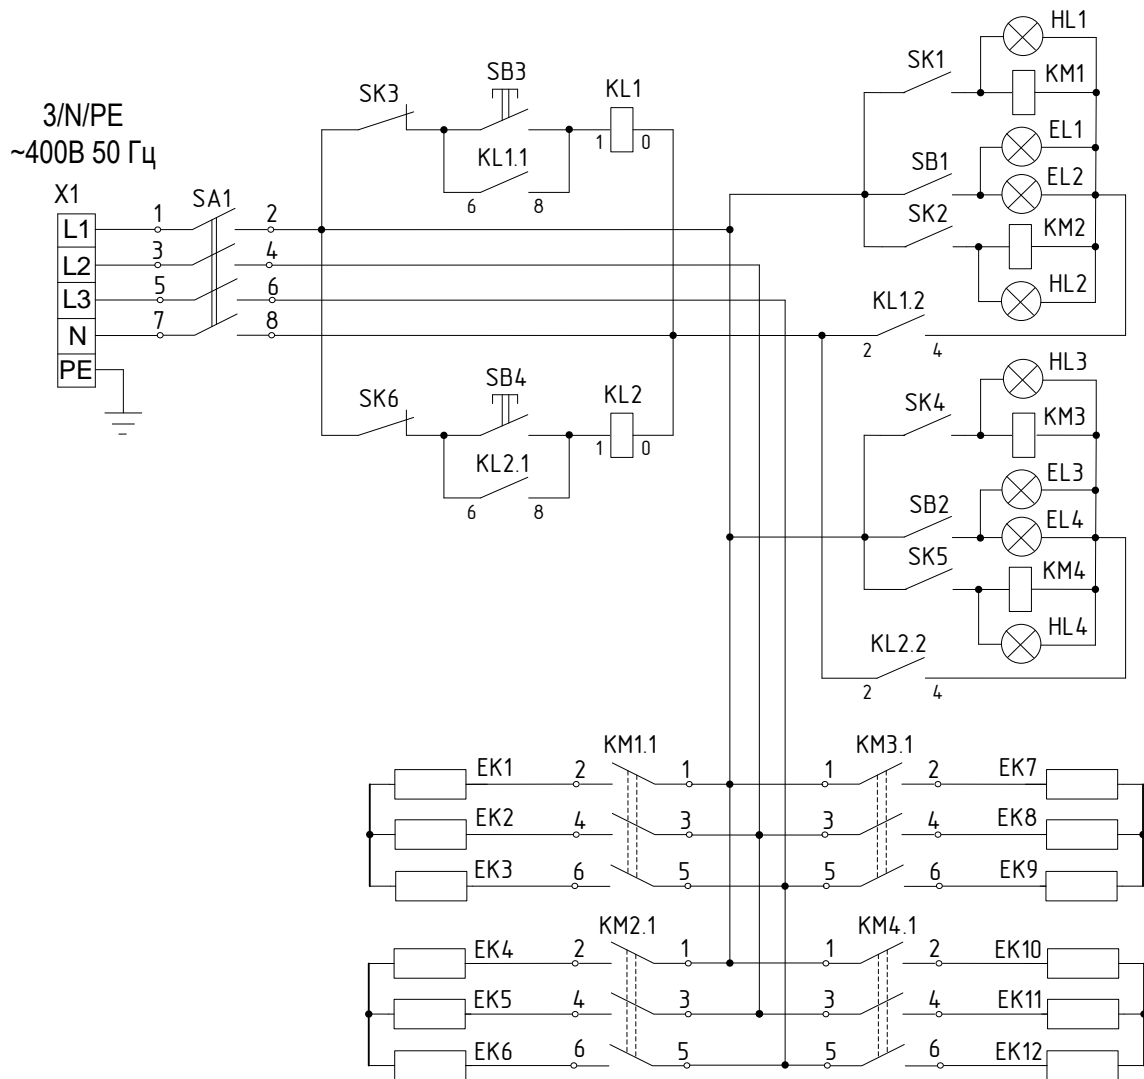 HL1
SK1
KM1
SB3
SK3
KL1
3/N/PE
~400В 50 Гц
1
0
EL1
KL1.1
SB1
EL2
6
8
X1
SA1
SK2
KM2
L1
1
2
L2
3
4
L3
5
6
HL2
N
7
8
KL1.2
2
4
PE
HL3
SB4
SK6
KL2
SK4
KM3
1
0
KL2.1
EL3
6
8
SB2
EL4
SK5
KM4
HL4
KL2.2
2
4
KM1.1
KM3.1
EK1
2
1
1
2
EK7
EK2
4
3
3
4
EK8
EK3
6
5
5
6
EK9
KM2.1
KM4.1
EK4
2
1
1
2
EK10
EK5
4
3
3
4
EK11
EK6
6
5
5
6
EK12